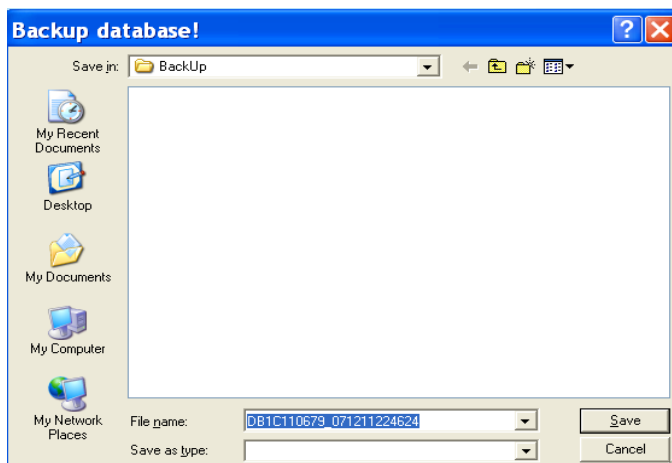 Backup database!
Save in: BackUp
My Recent
Documents
Desktop
My Documents
My Computer
My Network
Places
File name: DB1C110679_071211224624 Save
Save as type: Cancel